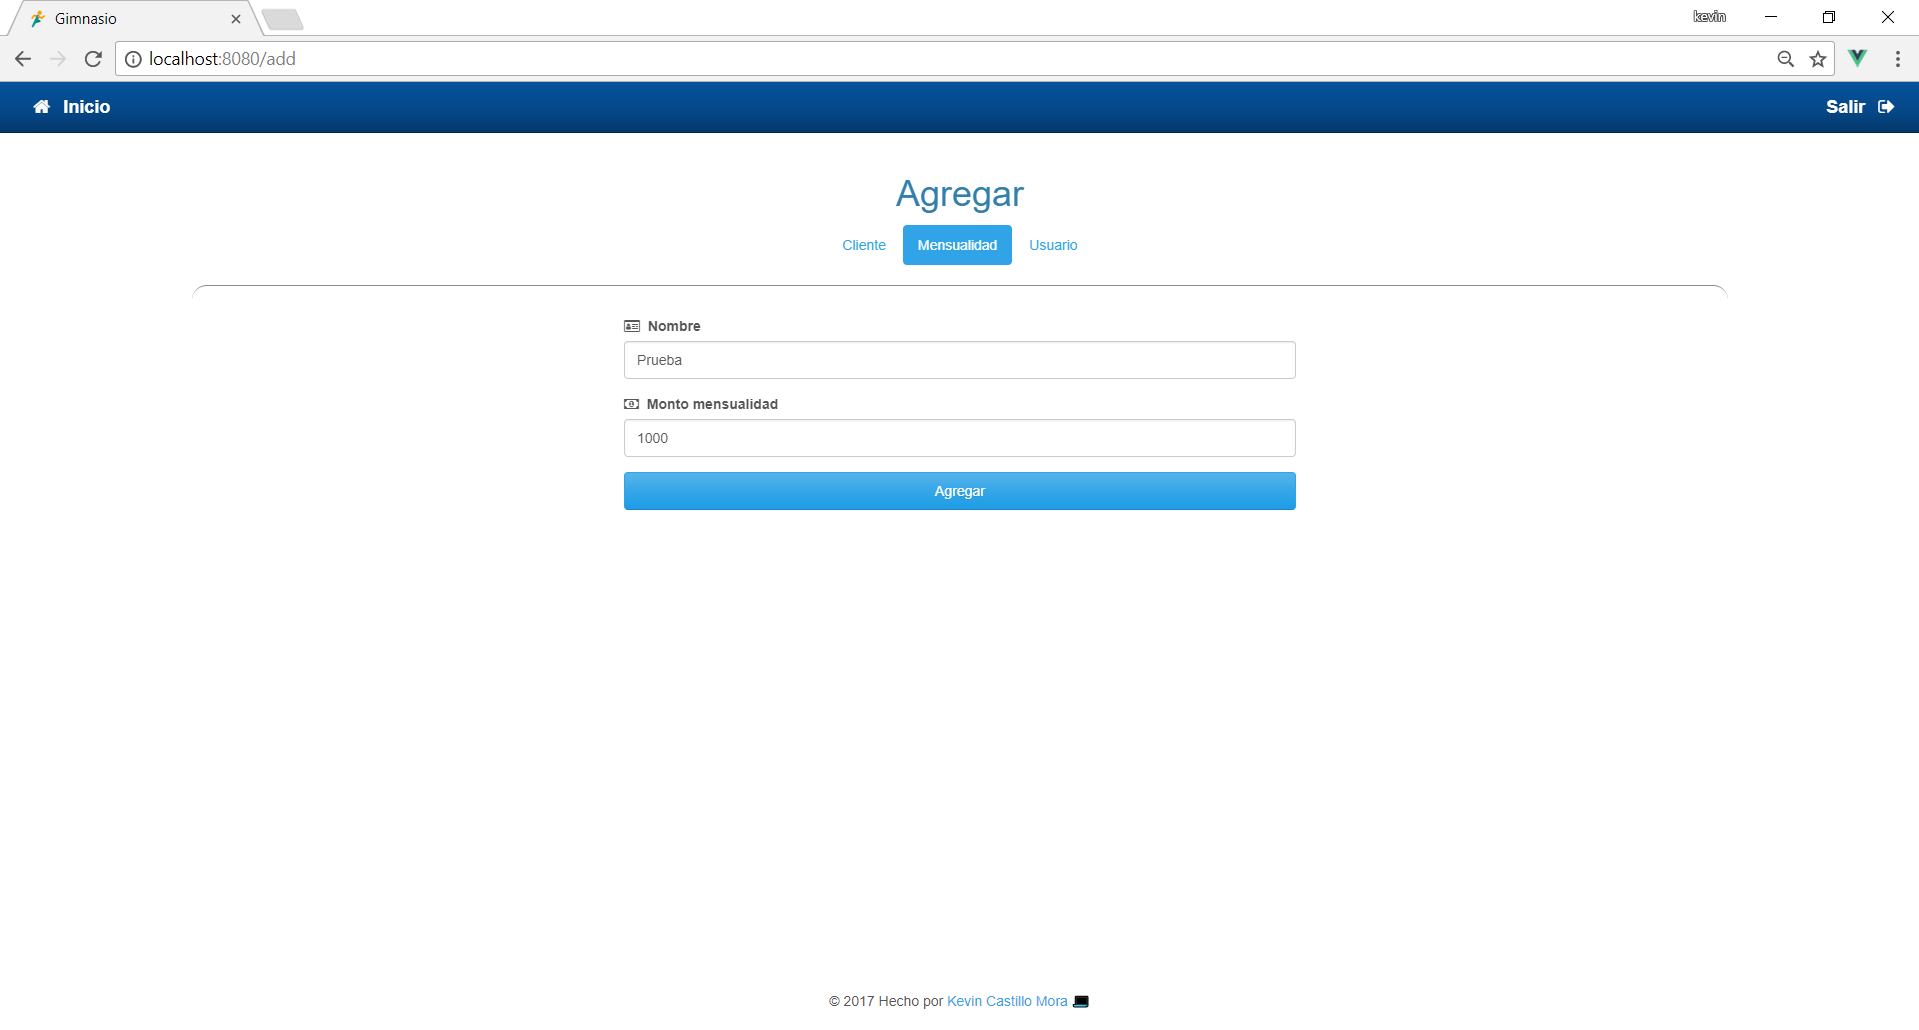 Gimnasio
kevin
localhost:8080/add
Inicio
Salir
Agregar
Cliente
Mensualidad
Usuario
Nombre
Prueba
Monto mensualidad
1000
Agregar
© 2017 Hecho por Kevin Castillo Mora